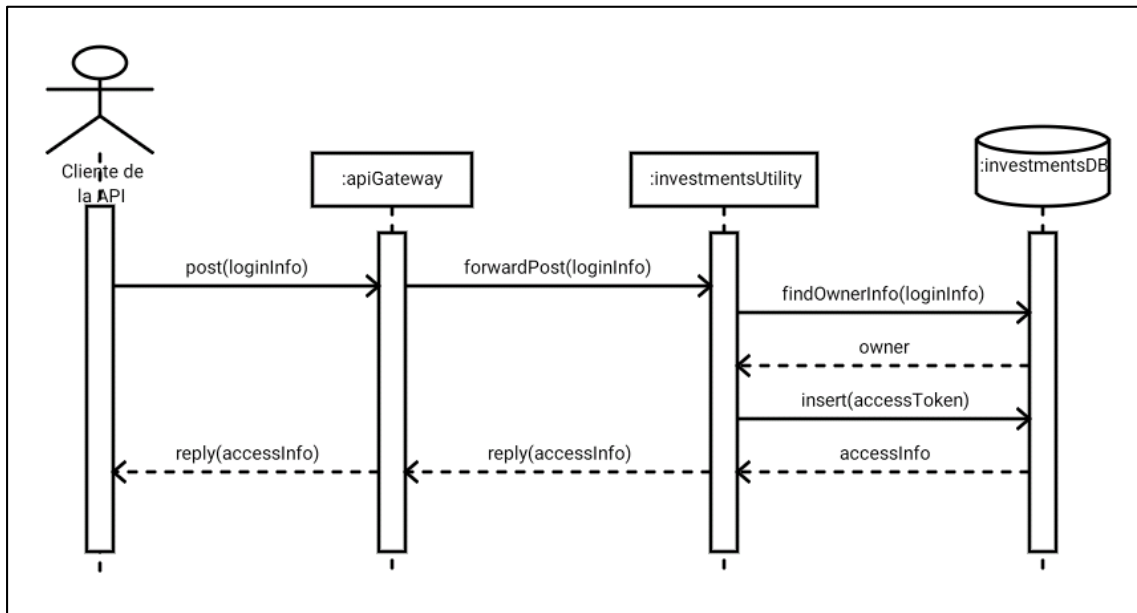 Cliente de
la API
:apiGateway
:investmentsUtility
:investmentsDB
post(loginInfo)
forwardPost(loginInfo)
findOwnerInfo(loginInfo)
owner
insert(accessToken)
reply(accessInfo)
reply(accessInfo)
accessInfo